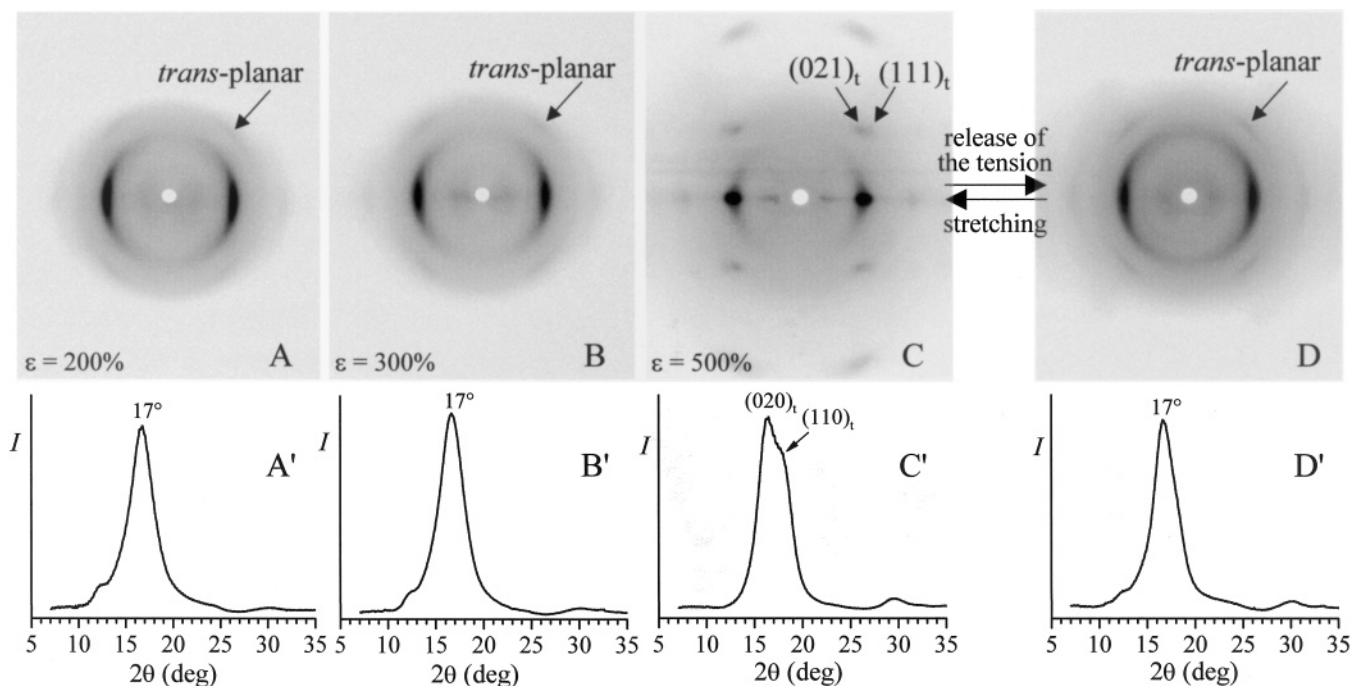 trans-planar
ε = 200%
A
trans-planar
ε = 300%
B
(021)t (111)t
ε = 500%
C
release of
the tension
stretching
trans-planar
D
I
17°
A'
5 10 15 20 25 30 35
2θ (deg)
I
17°
B'
5 10 15 20 25 30 35
2θ (deg)
I
(020)t
(110)t
C'
5 10 15 20 25 30 35
2θ (deg)
I
17°
D'
5 10 15 20 25 30 35
2θ (deg)